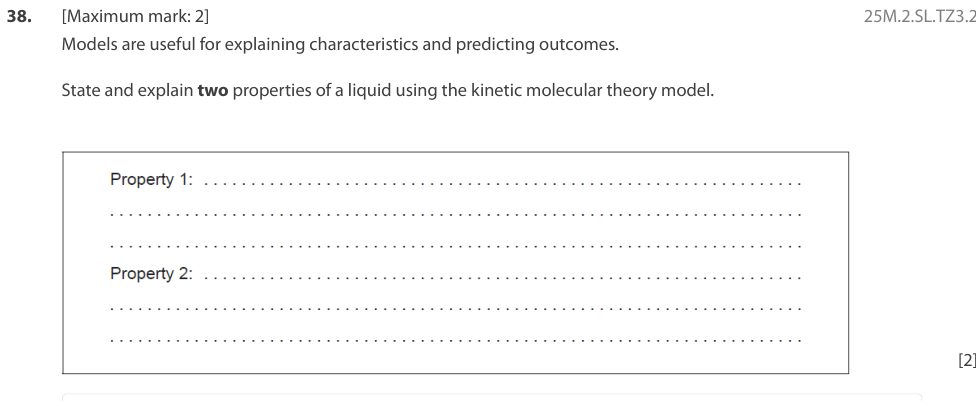 38. [Maximum mark: 2] 25M.2.SL.TZ3.2
Models are useful for explaining characteristics and predicting outcomes.
State and explain two properties of a liquid using the kinetic molecular theory model.
Property 1: . . . . . . . . . . . . . . . . . . . . . . . . . . . . . . . . . . . . . . . . . . . . . . . . . . . . . . . . . . . . . . .
. . . . . . . . . . . . . . . . . . . . . . . . . . . . . . . . . . . . . . . . . . . . . . . . . . . . . . . . . . . . . . . . . . . . . . . . .
. . . . . . . . . . . . . . . . . . . . . . . . . . . . . . . . . . . . . . . . . . . . . . . . . . . . . . . . . . . . . . . . . . . . . . . . .
Property 2: . . . . . . . . . . . . . . . . . . . . . . . . . . . . . . . . . . . . . . . . . . . . . . . . . . . . . . . . . . . . . . .
. . . . . . . . . . . . . . . . . . . . . . . . . . . . . . . . . . . . . . . . . . . . . . . . . . . . . . . . . . . . . . . . . . . . . . . . .
. . . . . . . . . . . . . . . . . . . . . . . . . . . . . . . . . . . . . . . . . . . . . . . . . . . . . . . . . . . . . . . . . . . . . . . . .
[2]